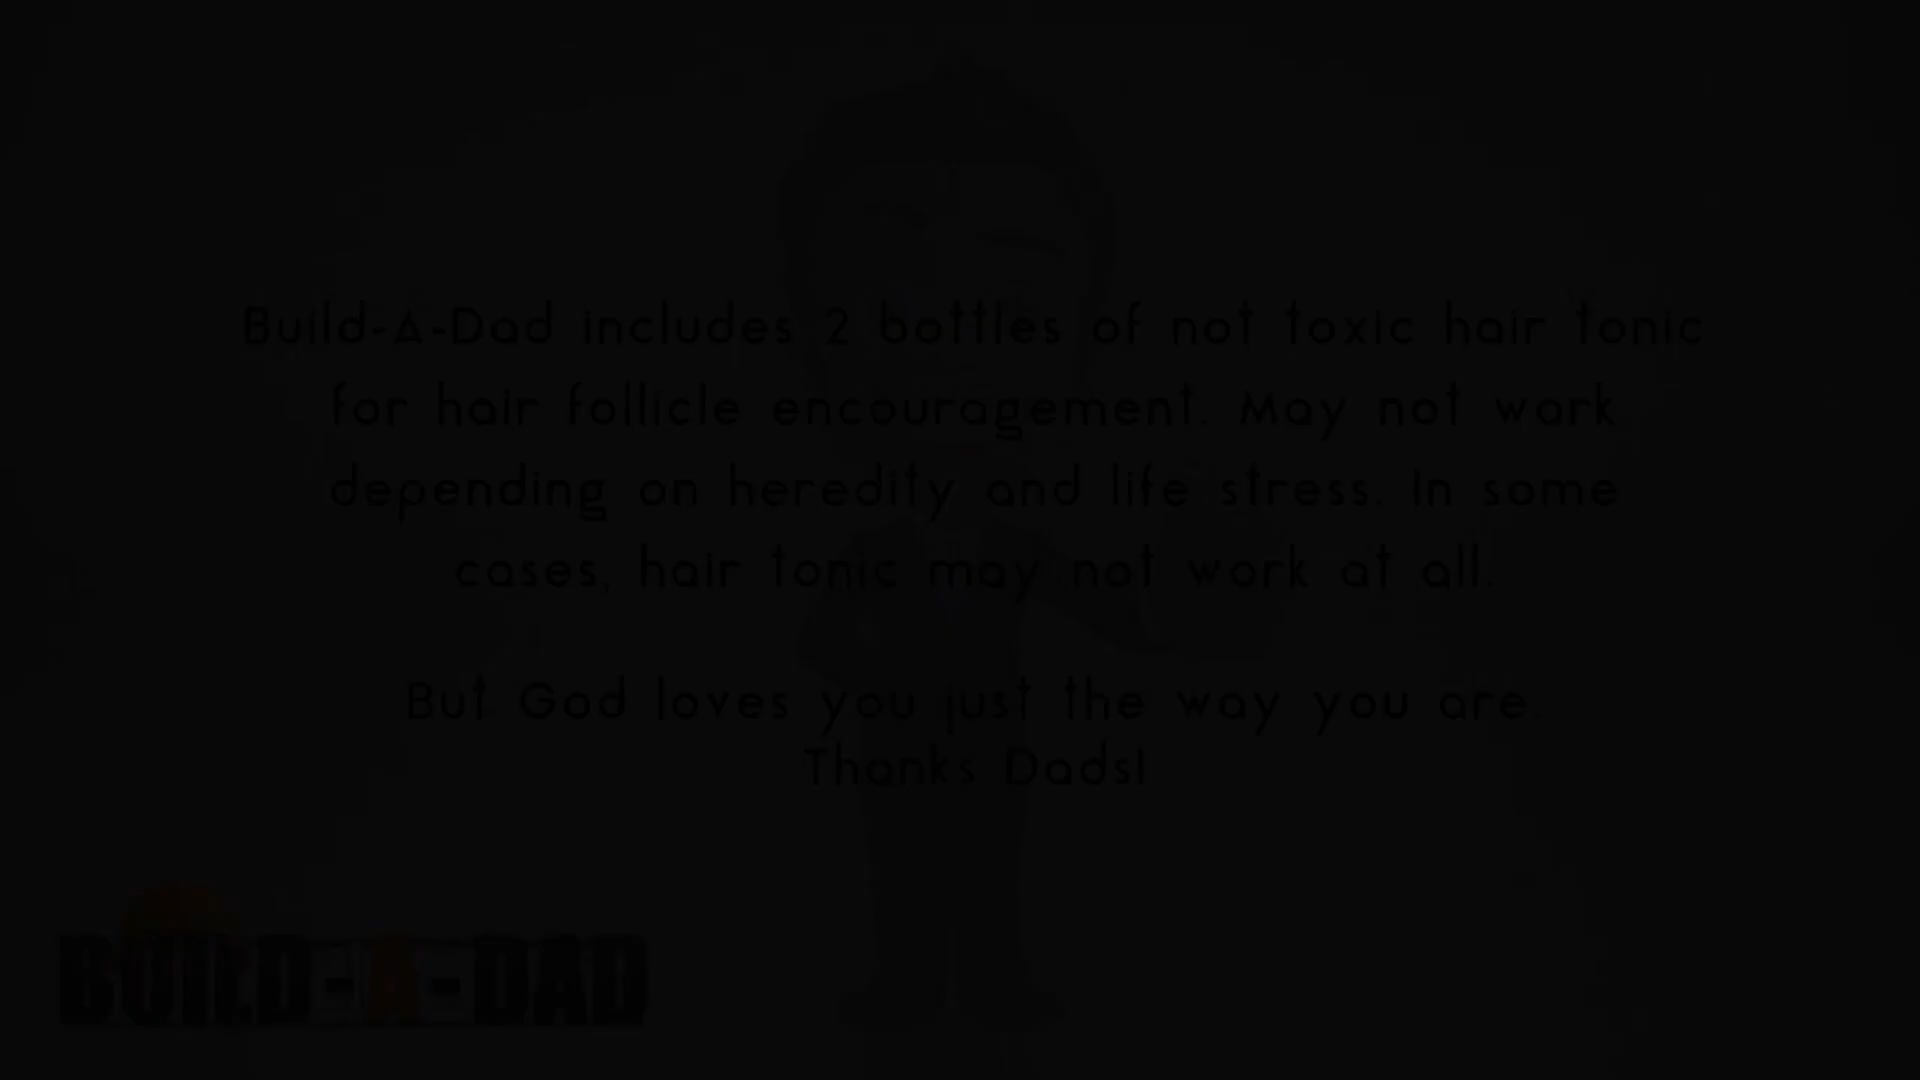 Build-A-Dad includes 2 bottles of not toxic hair tonic
for hair follicle encouragement. May not work
depending on heredity and life stress. In some
cases, hair tonic may not work at all.
But God loves you just the way you are.
Thanks Dads!
BUILD-A-DAD